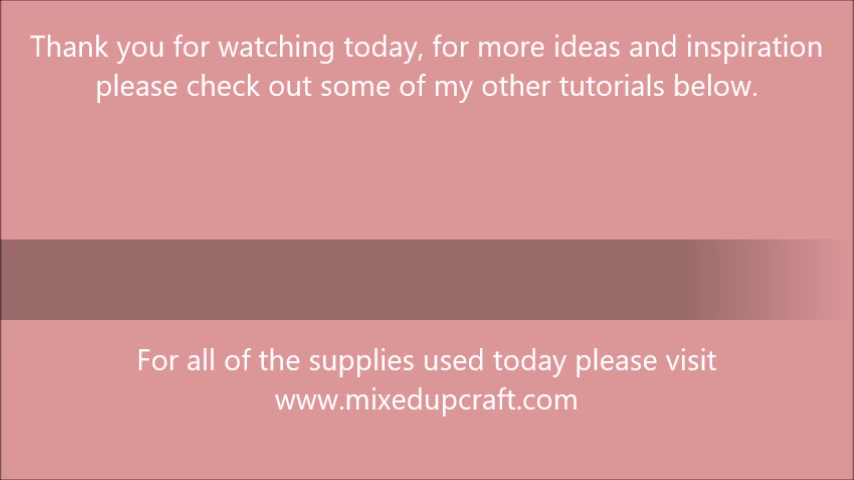 Thank you for watching today, for more ideas and inspiration
please check out some of my other tutorials below.
For all of the supplies used today please visit
www.mixedupcraft.com